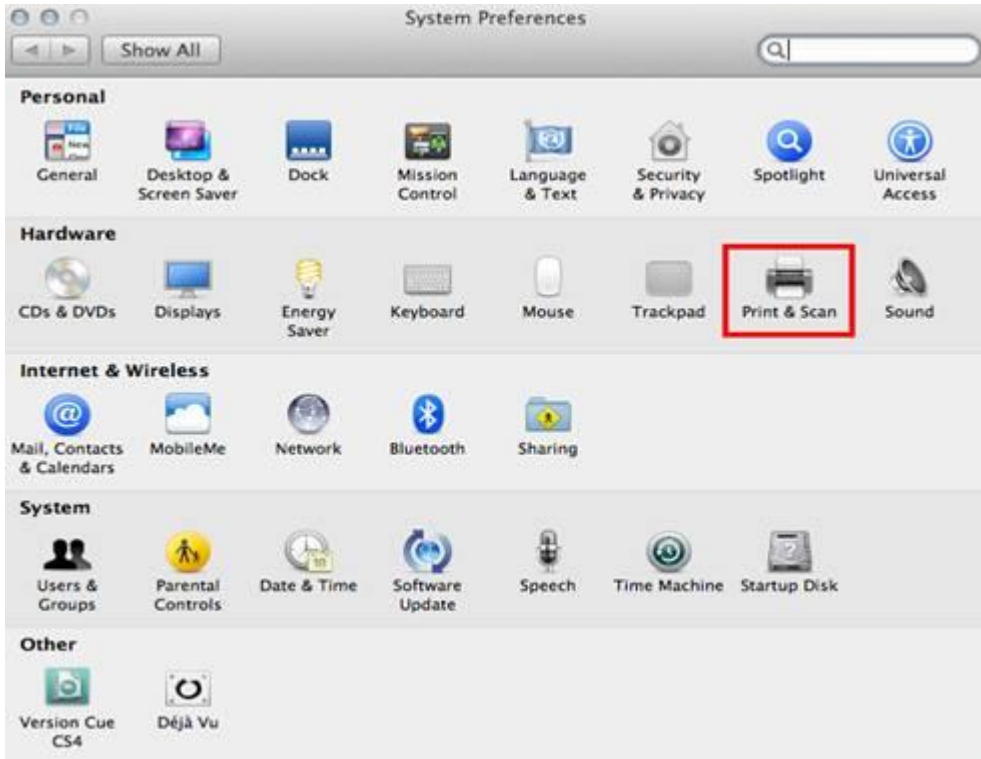 System Preferences
Show All
Personal
General
Desktop &
Screen Saver
Dock
Mission
Control
Language
& Text
Security
& Privacy
Spotlight
Universal
Access
Hardware
CDs & DVDs
Displays
Energy
Saver
Keyboard
Mouse
Trackpad
Print & Scan
Sound
Internet & Wireless
Mail, Contacts
& Calendars
MobileMe
Network
Bluetooth
Sharing
System
Users &
Groups
Parental
Controls
Date & Time
Software
Update
Speech
Time Machine
Startup Disk
Other
Version Cue
CS4
Déjà Vu